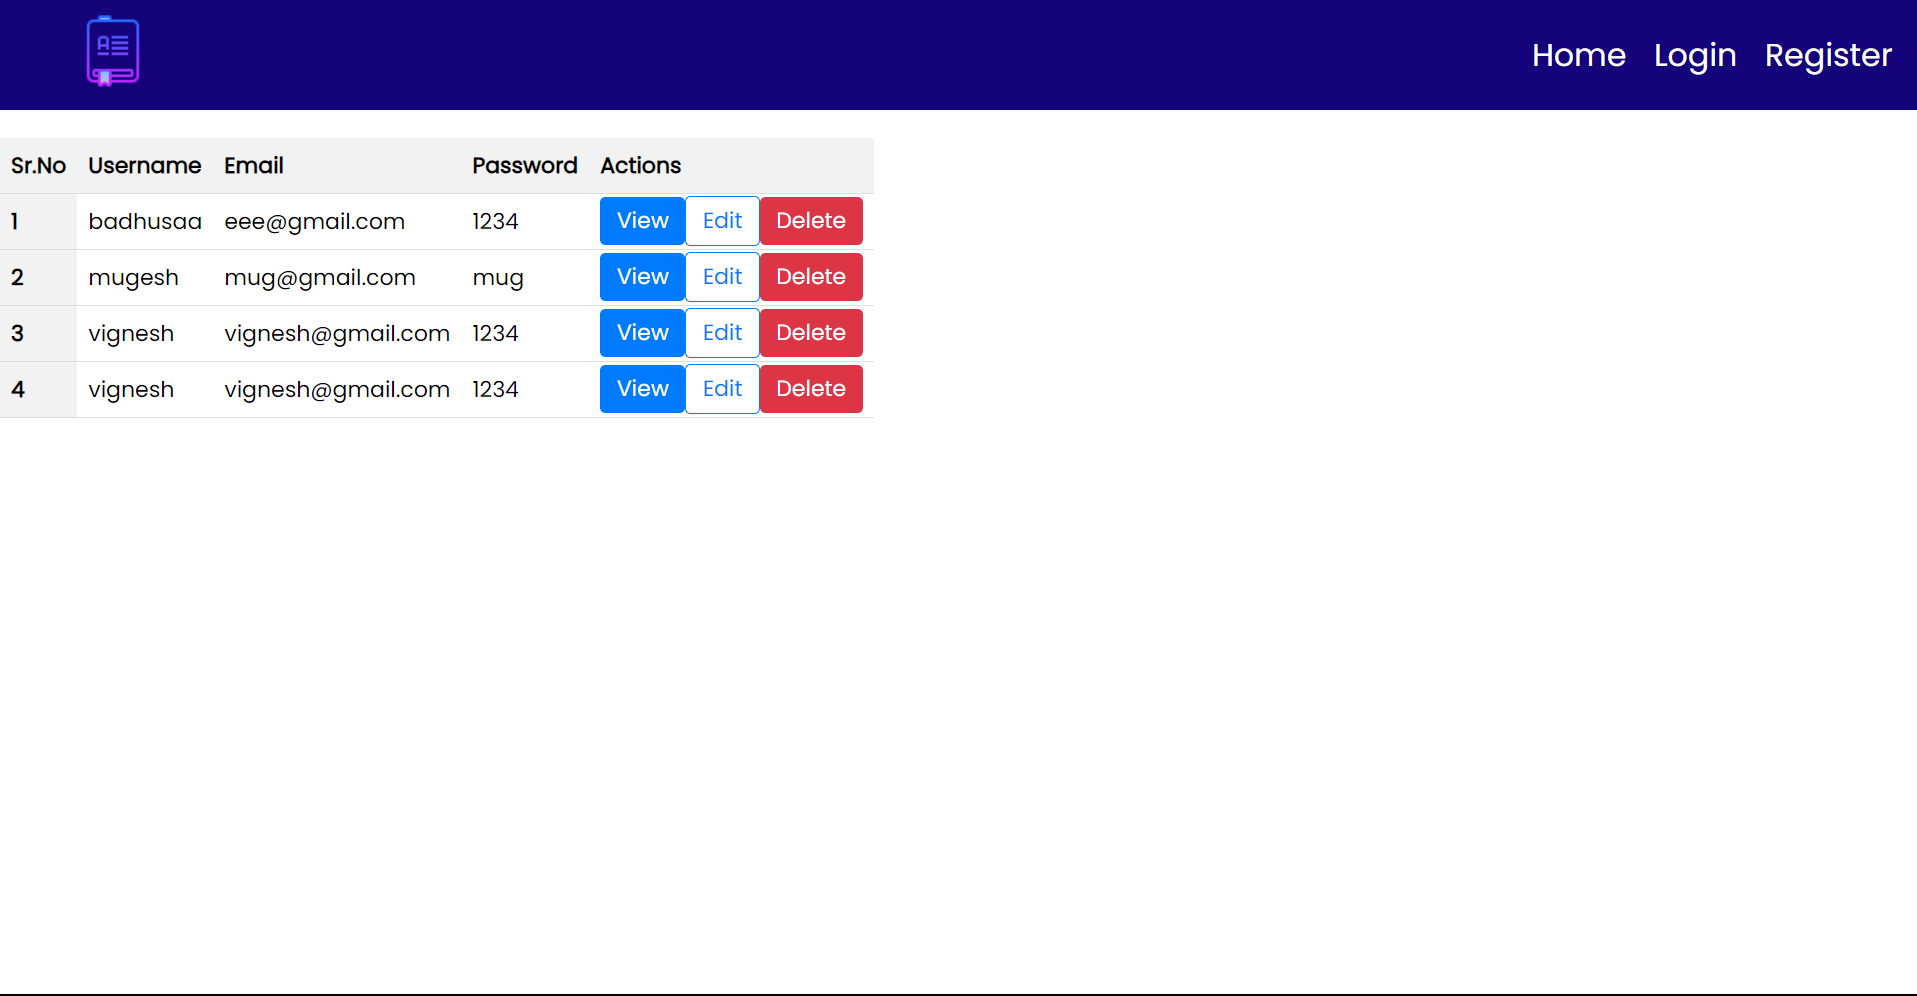 Home Login Register
Sr.No Username Email Password Actions
1 badhusaa eee@gmail.com 1234 View Edit Delete
2 mugesh mug@gmail.com mug View Edit Delete
3 vignesh vignesh@gmail.com 1234 View Edit Delete
4 vignesh vignesh@gmail.com 1234 View Edit Delete